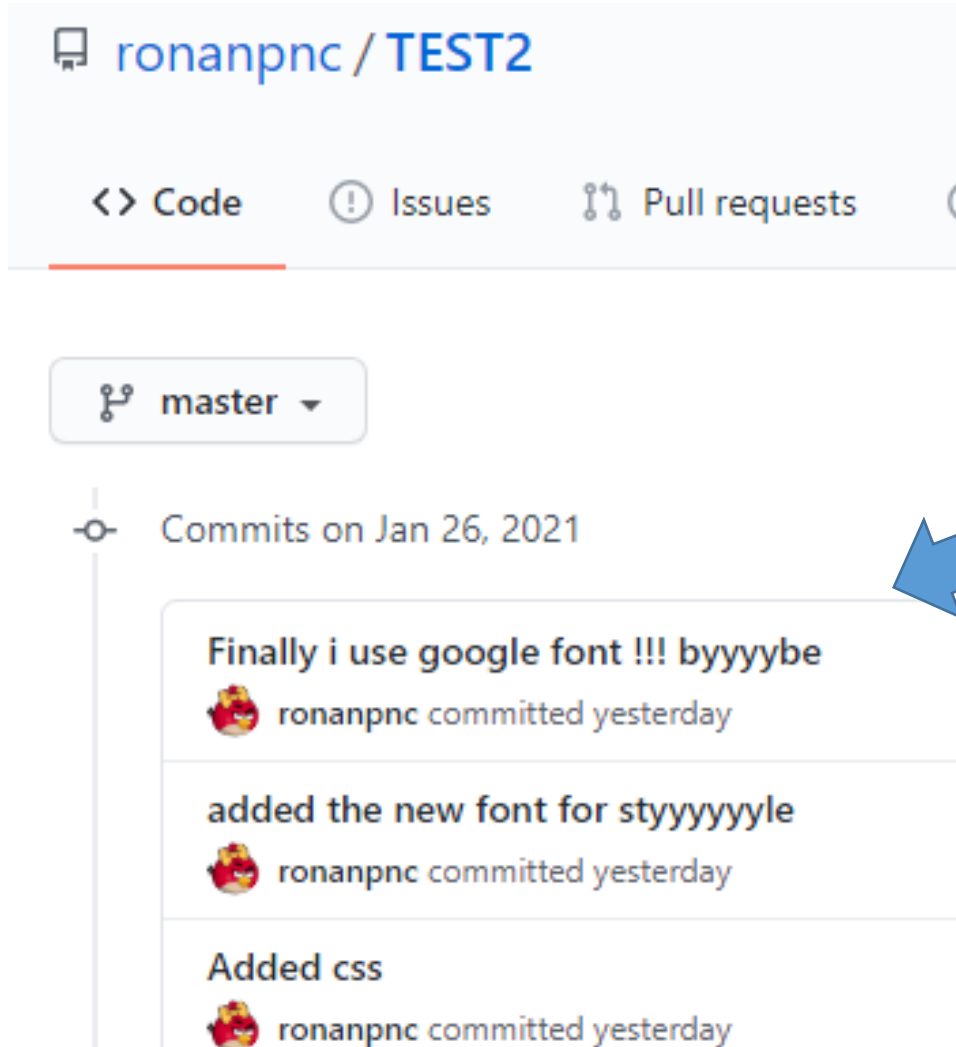 ronanpnc / TEST2
<> Code Issues Pull requests
master
Commits on Jan 26, 2021
Finally i use google font !!! byyyybe
ronanpnc committed yesterday
added the new font for styyyyyyle
ronanpnc committed yesterday
Added css
ronanpnc committed yesterday